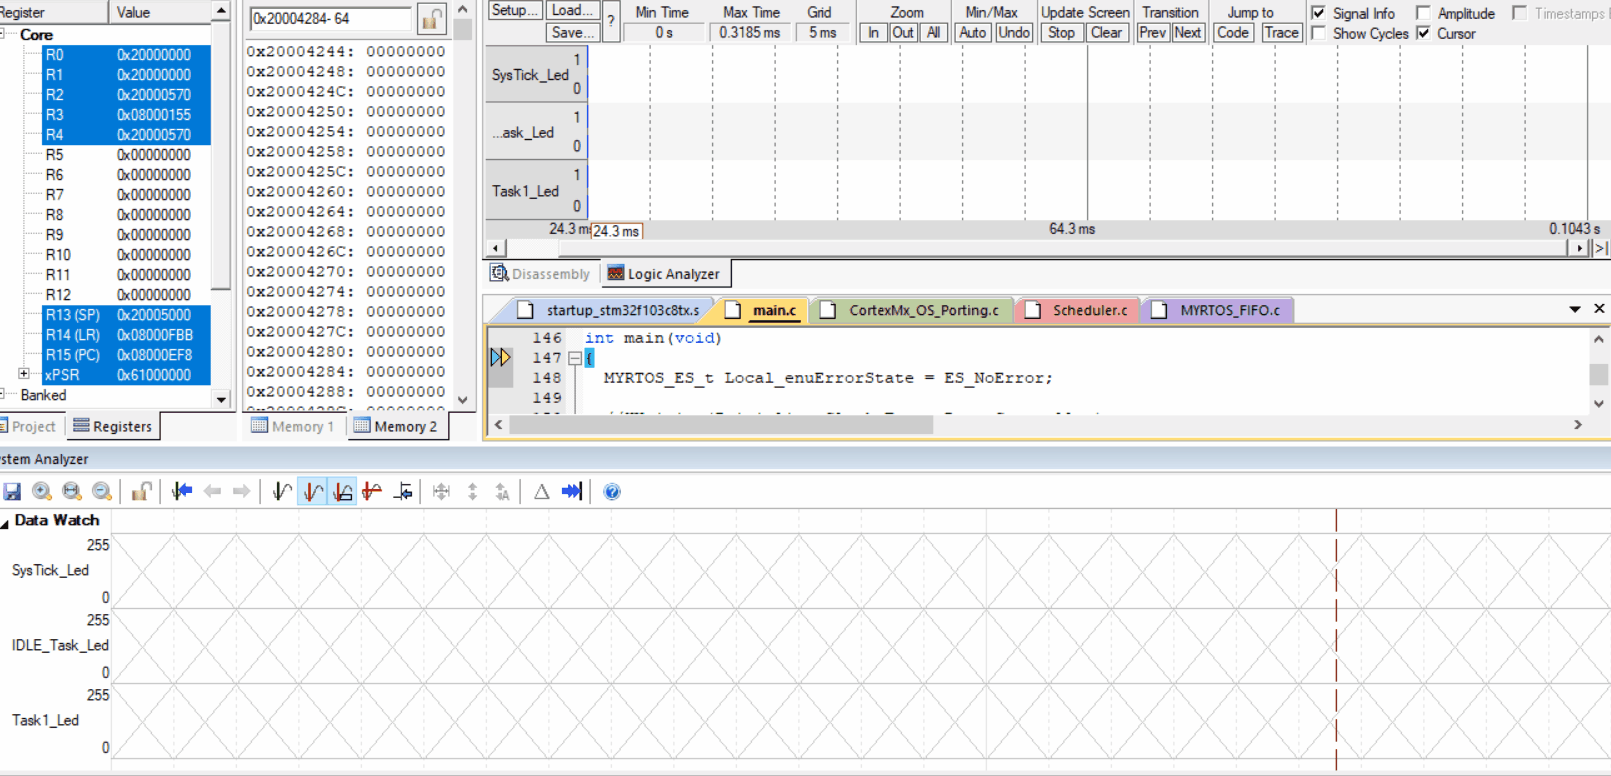 Register Value
Core
R0 0x20000000
R1 0x20000000
R2 0x20000570
R3 0x08000155
R4 0x20000570
R5 0x00000000
R6 0x00000000
R7 0x00000000
R8 0x00000000
R9 0x00000000
R10 0x00000000
R11 0x00000000
R12 0x00000000
R13 (SP) 0x20005000
R14 (LR) 0x08000FBB
R15 (PC) 0x08000EF8
xPSR 0x61000000
Banked
Project Registers
0x20004284- 64
0x20004244: 00000000
0x20004248: 00000000
0x2000424C: 00000000
0x20004250: 00000000
0x20004254: 00000000
0x20004258: 00000000
0x2000425C: 00000000
0x20004260: 00000000
0x20004264: 00000000
0x20004268: 00000000
0x2000426C: 00000000
0x20004270: 00000000
0x20004274: 00000000
0x20004278: 00000000
0x2000427C: 00000000
0x20004280: 00000000
0x20004284: 00000000
0x20004288: 00000000
Memory 1 Memory 2
Setup... Load... ? Min Time Max Time Grid Zoom Min/Max Update Screen Transition Jump to Signal Info Amplitude Timestamps
Save... 0 s 0.3185 ms 5 ms In Out All Auto Undo Stop Clear Prev Next Code Trace Show Cycles Cursor
1
SysTick_Led
0
1
...ask_Led
0
1
Task1_Led
0
24.3 ms 24.3 ms 64.3 ms 0.1043 s
Disassembly Logic Analyzer
startup_stm32f103c8tx.s main.c CortexMx_OS_Porting.c Scheduler.c MYRTOS_FIFO.c
146 int main(void)
147 {
148 MYRTOS_ES_t Local_enuErrorState = ES_NoError;
149
stem Analyzer
Data Watch
255
SysTick_Led
0
255
IDLE_Task_Led
0
255
Task1_Led
0